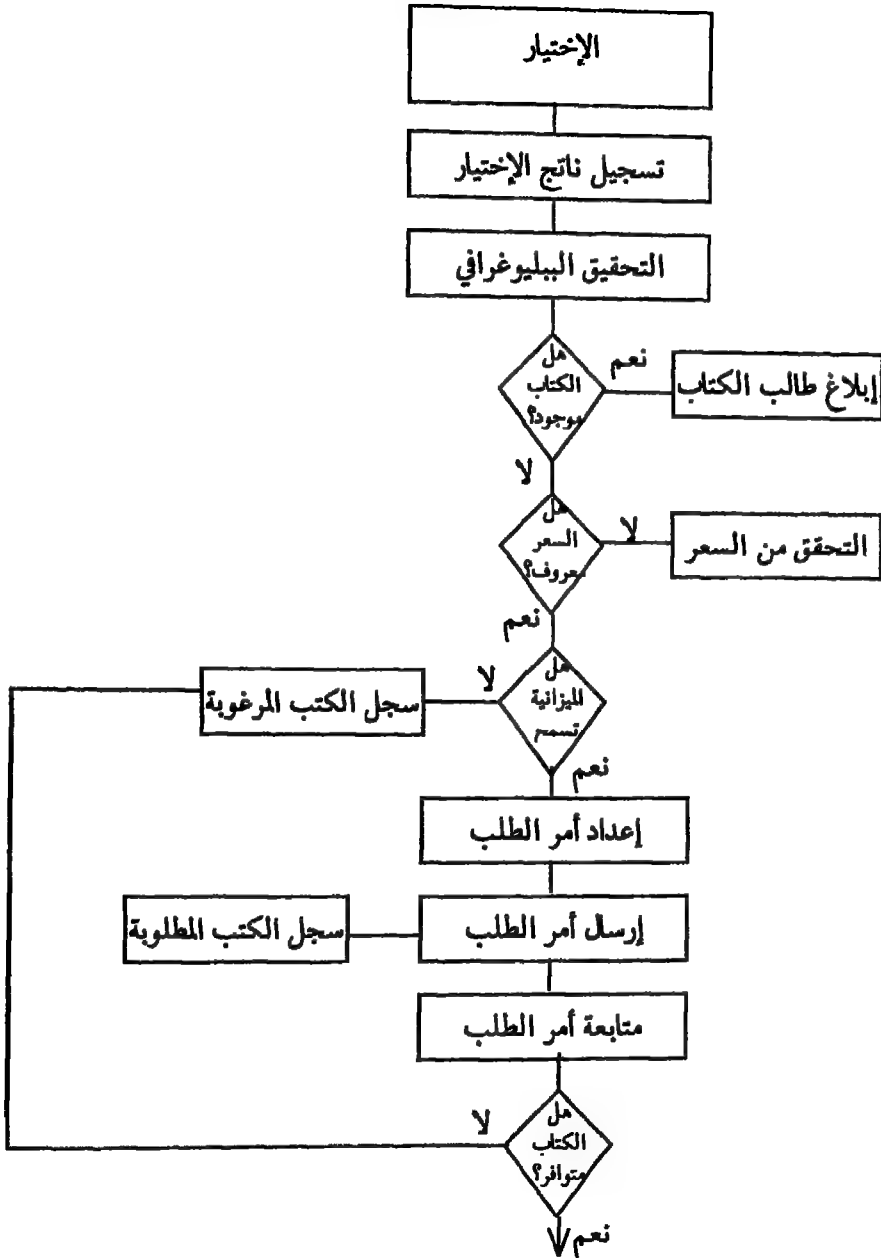 الإختيار
تسجيل ناتج الإختيار
التحقيق الببليوغرافي
هل
الكتاب
موجود؟
نعم
إبلاغ طالب الكتاب
لا
هل
السعر
معروف؟
لا
التحقق من السعر
نعم
هل
الميزانية
تسمح
لا
سجل الكتب المرغوبة
نعم
إعداد أمر الطلب
إرسال أمر الطلب
سجل الكتب المطلوبة
متابعة أمر الطلب
هل
الكتاب
متوافر؟
لا
نعم